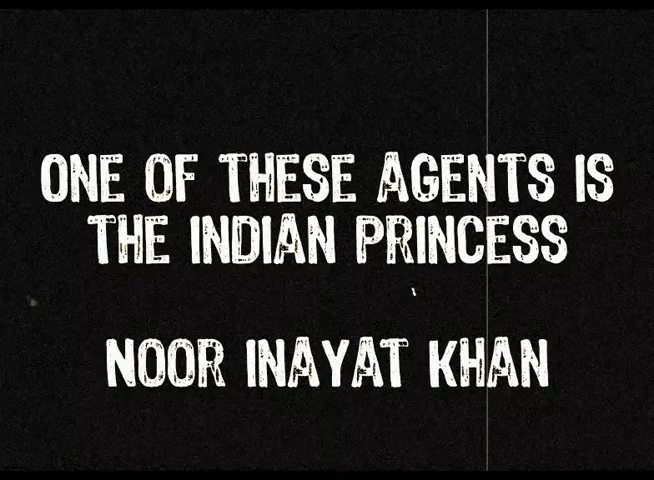 ONE OF THESE AGENTS IS
THE INDIAN PRINCESS
NOOR INAYAT KHAN